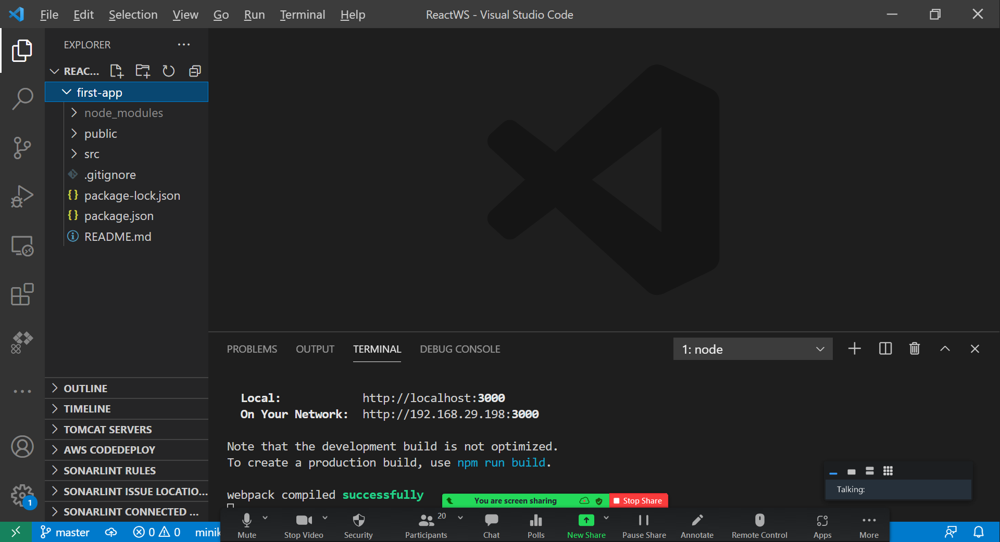 File Edit Selection View Go Run Terminal Help ReactWS - Visual Studio Code
EXPLORER
REAC...
first-app
node_modules
public
src
.gitignore
{} package-lock.json
{} package.json
README.md
OUTLINE
TIMELINE
TOMCAT SERVERS
AWS CODEDEPLOY
SONARLINT RULES
SONARLINT ISSUE LOCATIO...
SONARLINT CONNECTED ...
1
PROBLEMS OUTPUT TERMINAL DEBUG CONSOLE 1: node
Local: http://localhost:3000
On Your Network: http://192.168.29.198:3000
Note that the development build is not optimized.
To create a production build, use npm run build.
webpack compiled successfully
Talking:
You are screen sharing Stop Share
20
Mute Stop Video Security Participants Chat Polls New Share Pause Share Annotate Remote Control Apps More
master 0 0 minik